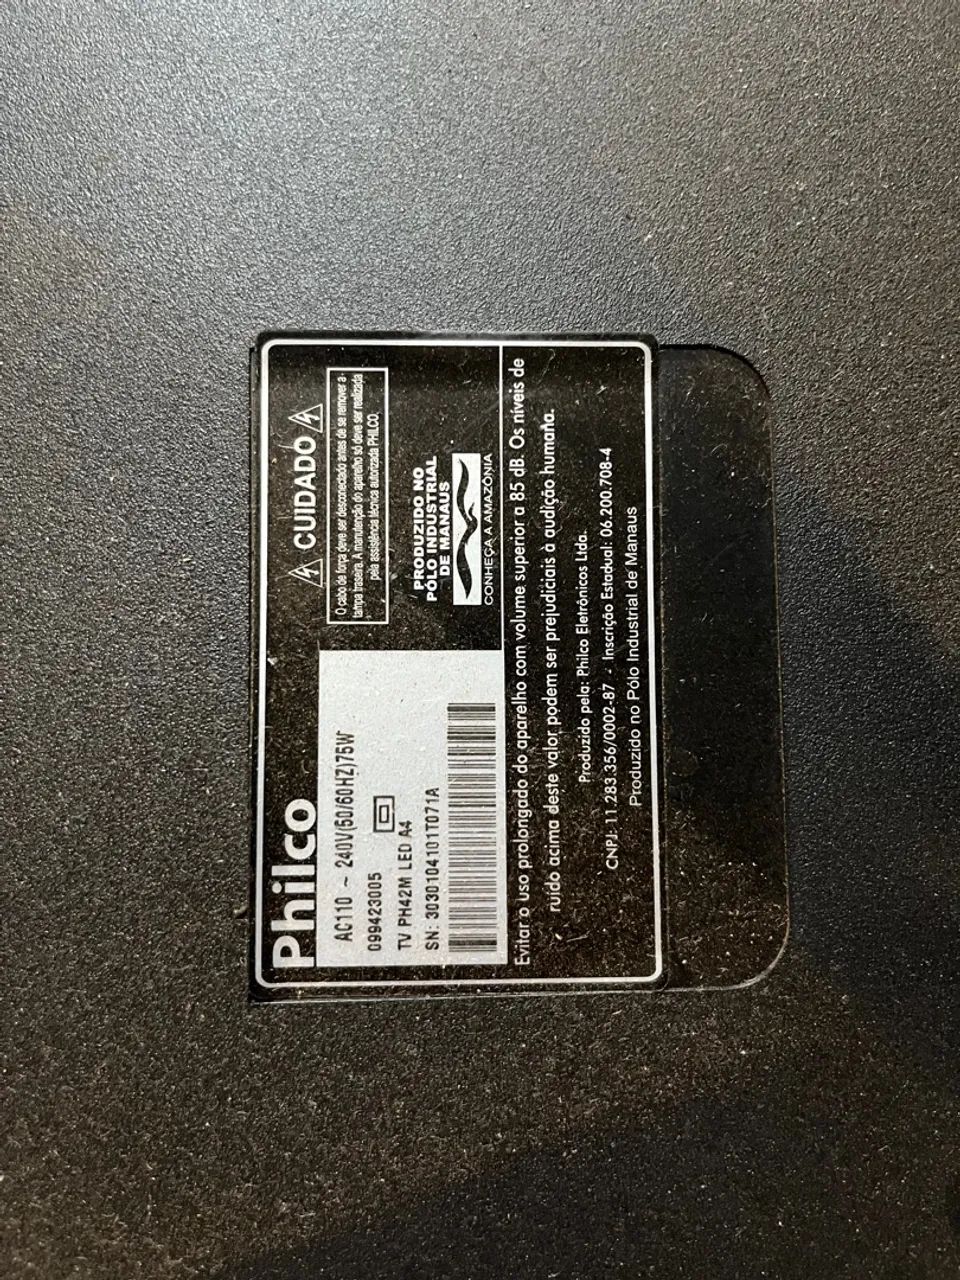 Philco
AC110 ~ 240V(50/60HZ)75W
099423005
TV PH42M LED A4
SN: 3030104101T071A
CUIDADO
O cabo de força deve ser desconectado antes de se remover a
tampa traseira. A manutenção do aparelho só deve ser realizada
pela assistência técnica autorizada PHILCO.
PRODUZIDO NO
PÓLO INDUSTRIAL
DE MANAUS
CONHEÇA A AMAZÔNIA
Evitar o uso prolongado do aparelho com volume superior a 85 dB. Os níveis de
ruído acima deste valor podem ser prejudiciais à audição humana.
Produzido pela: Philco Eletrônicos Ltda.
CNPJ: 11.283.356/0002-87 - Inscrição Estadual: 06.200.708-4
Produzido no Pólo Industrial de Manaus